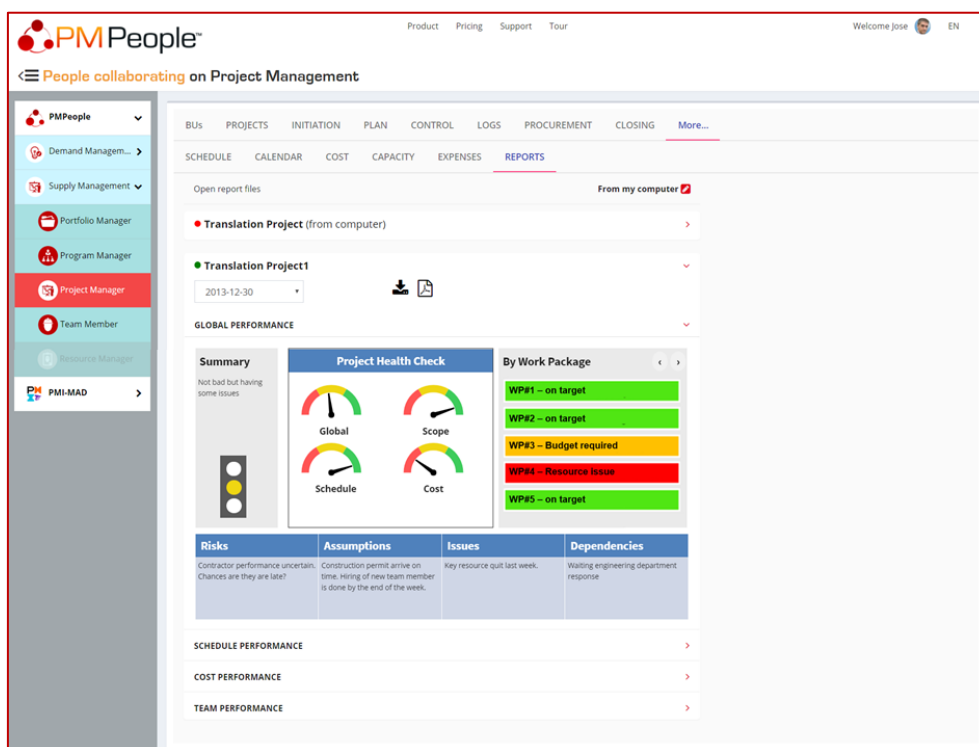 PMPeople™
Product Pricing Support Tour
Welcome Jose EN
People collaborating on Project Management
PMPeople
Demand Managem...
Supply Management
Portfolio Manager
Program Manager
Project Manager
Team Member
Resource Manager
PMI-MAD
BUs PROJECTS INITIATION PLAN CONTROL LOGS PROCUREMENT CLOSING More...
SCHEDULE CALENDAR COST CAPACITY EXPENSES REPORTS
Open report files From my computer
Translation Project (from computer)
Translation Project1
2013-12-30
GLOBAL PERFORMANCE
Summary
Not bad but having
some issues
Project Health Check
Global Scope
Schedule Cost
By Work Package
WP#1 – on target
WP#2 – on target
WP#3 – Budget required
WP#4 – Resource issue
WP#5 – on target
Risks
Contractor performance uncertain.
Chances are they are late?
Assumptions
Construction permit arrive on
time. Hiring of new team member
is done by the end of the week.
Issues
Key resource quit last week.
Dependencies
Waiting engineering department
response
SCHEDULE PERFORMANCE
COST PERFORMANCE
TEAM PERFORMANCE